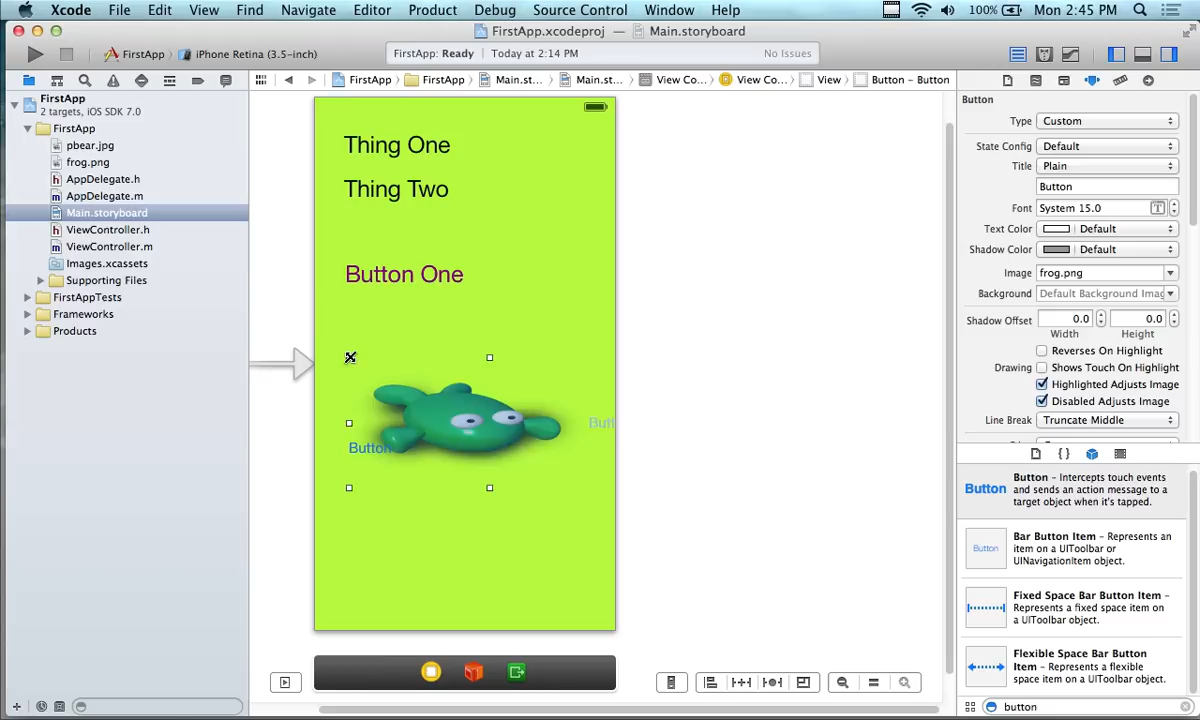 Xcode File Edit View Find Navigate Editor Product Debug Source Control Window Help 100% Mon 2:45 PM
FirstApp.xcodeproj — Main.storyboard
FirstApp iPhone Retina (3.5-inch) FirstApp: Ready Today at 2:14 PM No Issues
FirstApp FirstApp Main.st... Main.st... View Co... View Co... View Button - Button
FirstApp
2 targets, iOS SDK 7.0
FirstApp
pbear.jpg
frog.png
AppDelegate.h
AppDelegate.m
Main.storyboard
ViewController.h
ViewController.m
Images.xcassets
Supporting Files
FirstAppTests
Frameworks
Products
Thing One
Thing Two
Button One
Button
Butt
Button
Type Custom
State Config Default
Title Plain
Button
Font System 15.0
Text Color Default
Shadow Color Default
Image frog.png
Background Default Background Imag
Shadow Offset 0.0 0.0
Width Height
Reverses On Highlight
Drawing Shows Touch On Highlight
Highlighted Adjusts Image
Disabled Adjusts Image
Line Break Truncate Middle
Button
Button – Intercepts touch events
and sends an action message to a
target object when it's tapped.
Button
Bar Button Item – Represents an
item on a UIToolbar or
UINavigationItem object.
Fixed Space Bar Button Item –
Represents a fixed space item on
a UIToolbar object.
Flexible Space Bar Button
Item – Represents a flexible
space item on a UIToolbar object.
button